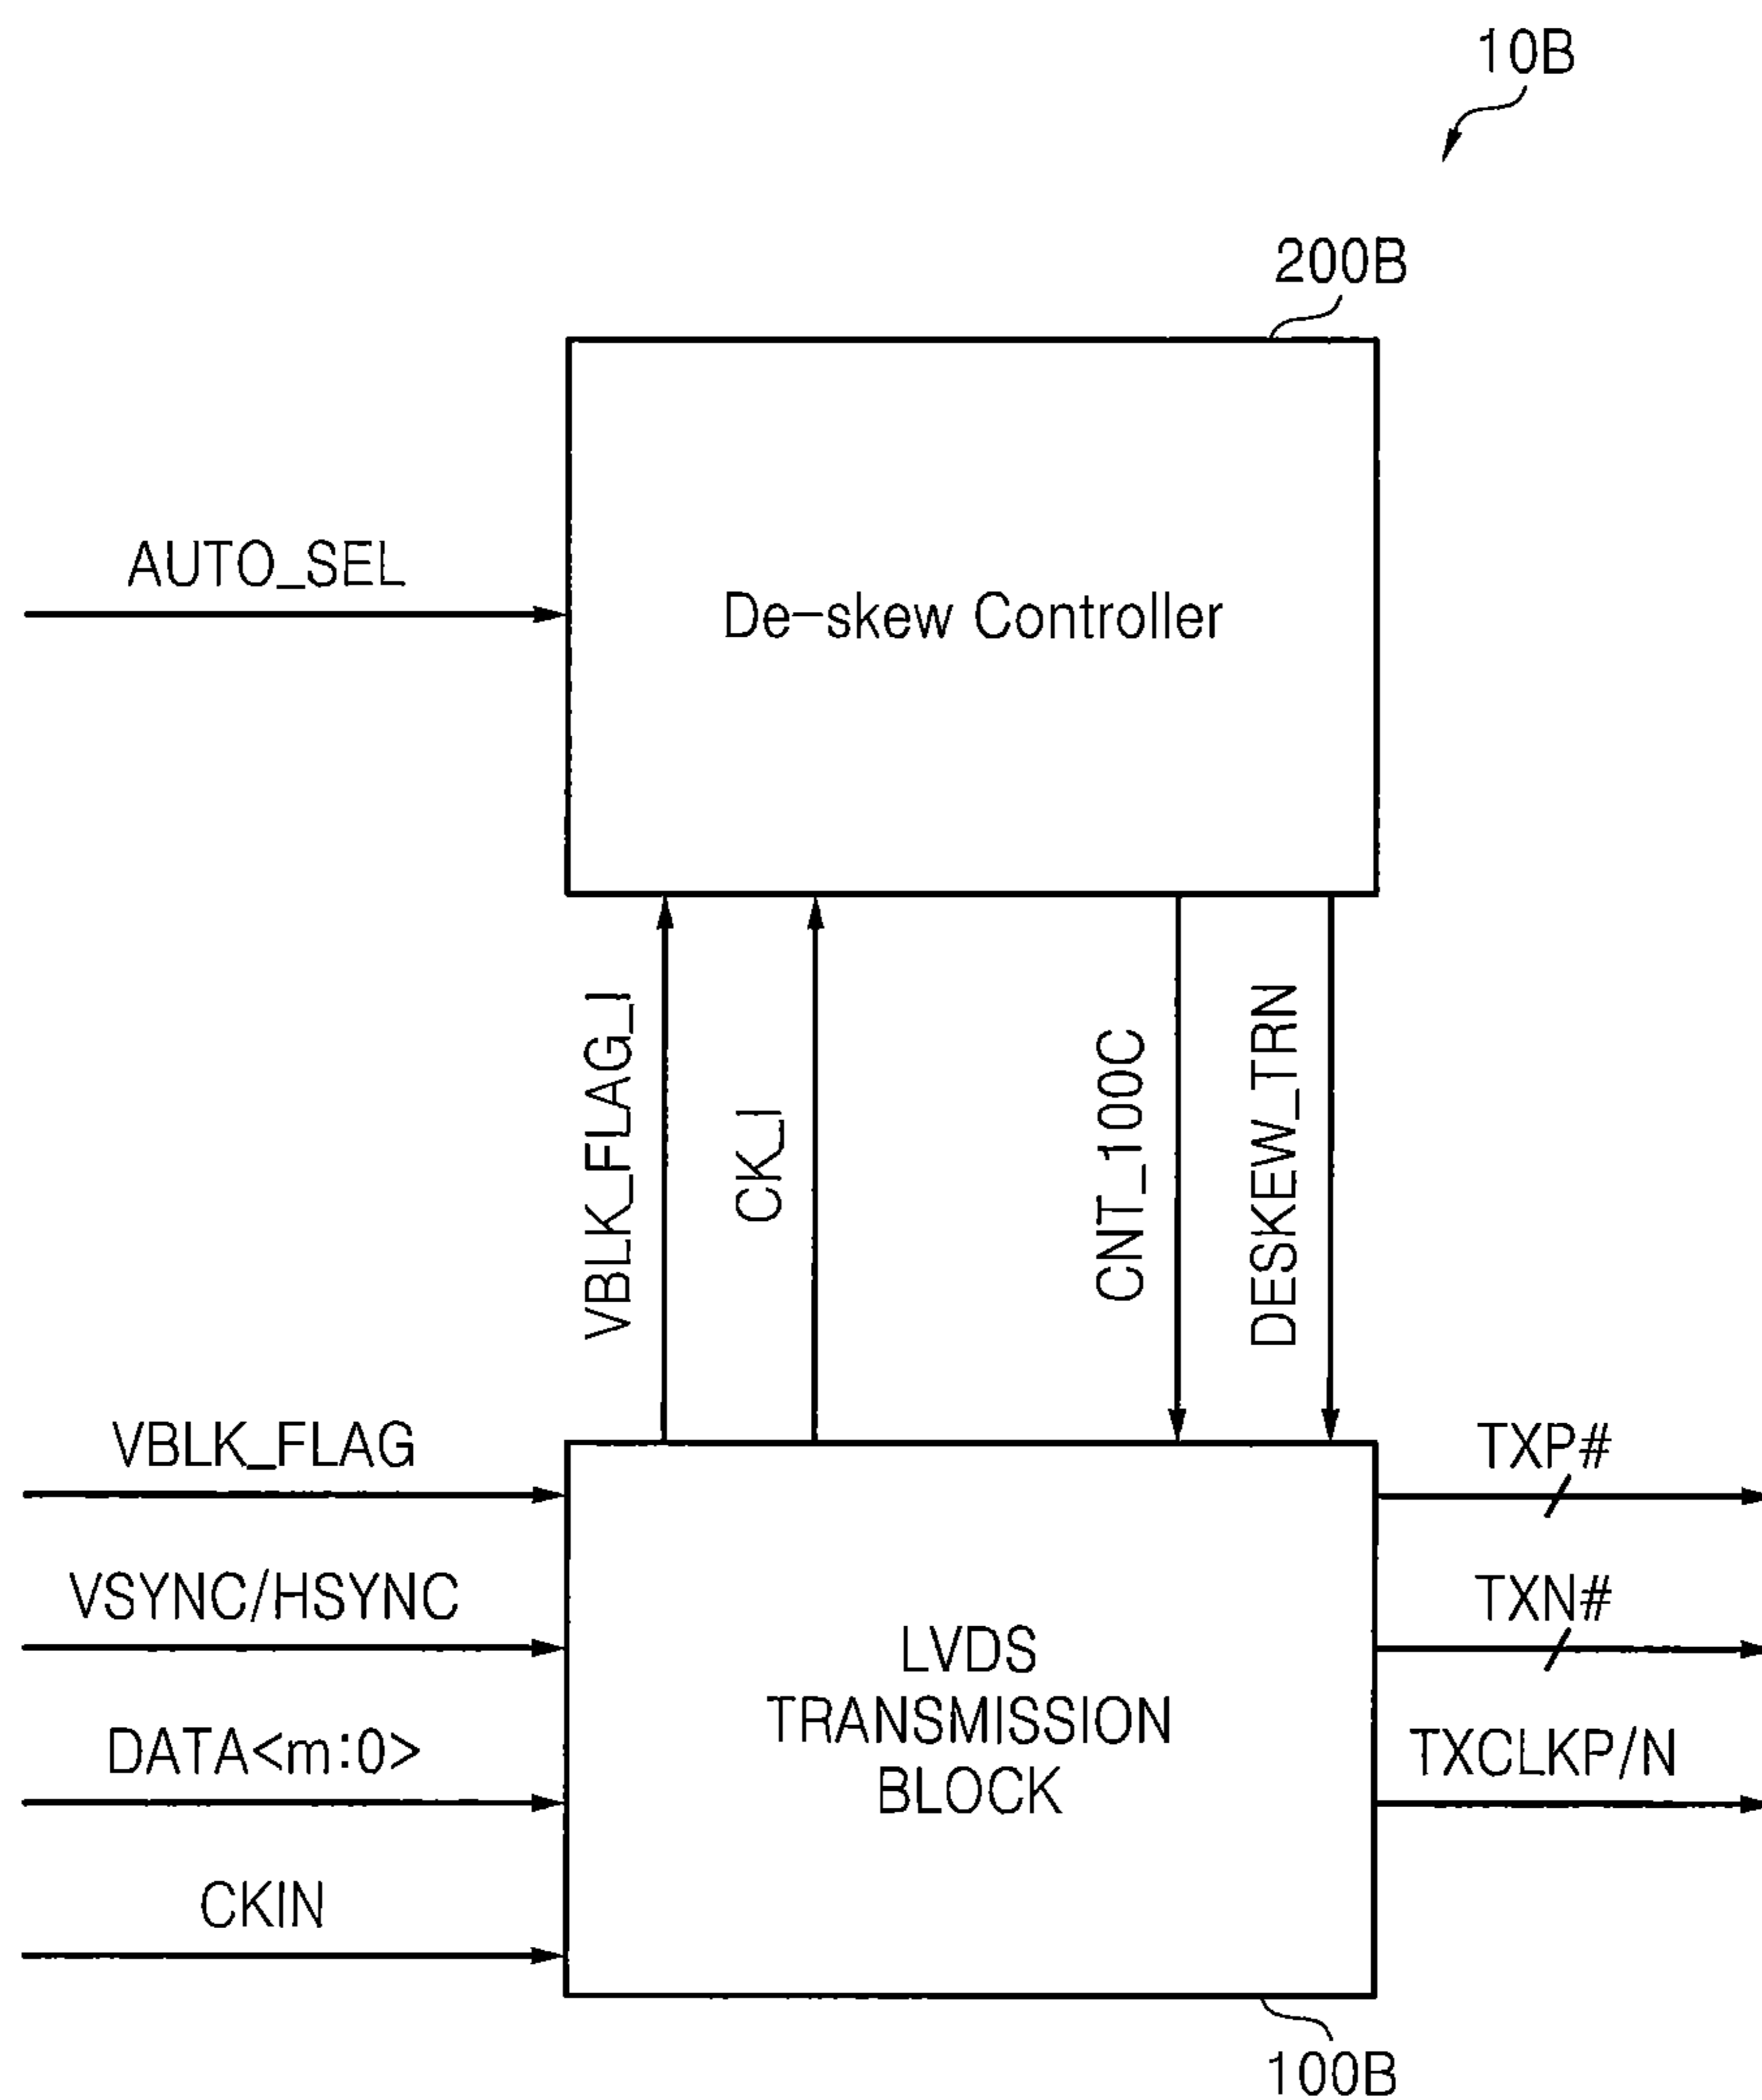 10B
200B
AUTO_SEL
De-skew Controller
VBLK_FLAG_I
CK_I
CNT_100C
DESKEW_TRN
VBLK_FLAG
VSYNC/HSYNC
DATA<m:0>
CKIN
LVDS
TRANSMISSION
BLOCK
TXP#
TXN#
TXCLKP/N
100B